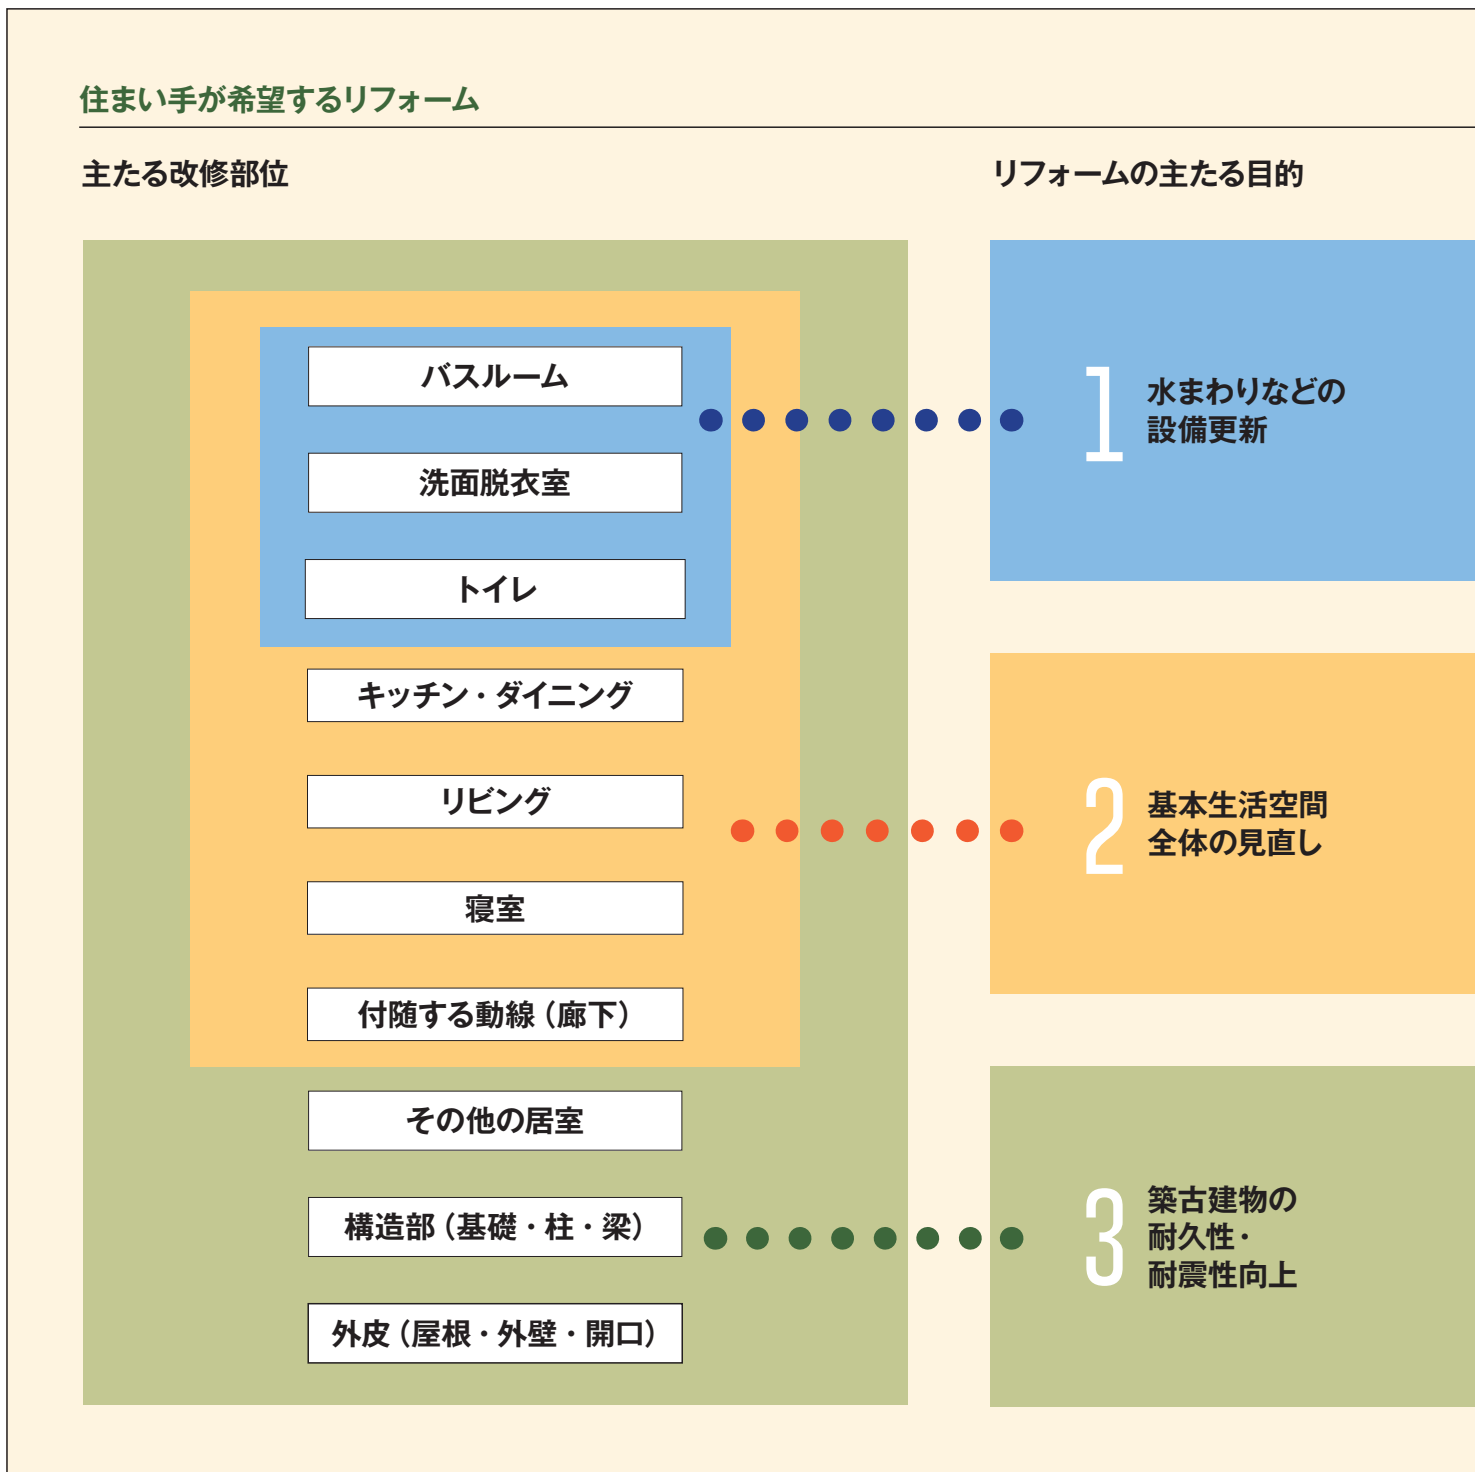 住まい手が希望するリフォーム
主たる改修部位
バスルーム
洗面脱衣室
トイレ
キッチン・ダイニング
リビング
寝室
付随する動線（廊下）
その他の居室
構造部（基礎・柱・梁）
外皮（屋根・外壁・開口）
リフォームの主たる目的
1
水まわりなどの
設備更新
2
基本生活空間
全体の見直し
3
築古建物の
耐久性・
耐震性向上